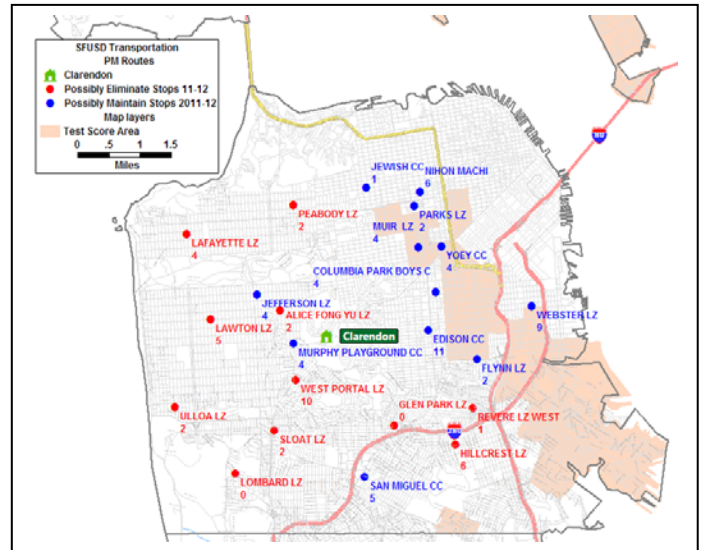 SFUSD Transportation
PM Routes
Clarendon
Possibly Eliminate Stops 11-12
Possibly Maintain Stops 2011-12
Map layers
Test Score Area
0 .5 1 1.5
Miles
JEWISH CC
1
NIHON MACHI
6
PEABODY LZ
2
PARKS LZ
2
MUIR LZ
4
LAFAYETTE LZ
4
YOEY CC
4
COLUMBIA PARK BOYS C
4
JEFFERSON LZ
4
ALICE FONG YU LZ
2
WEBSTER LZ
9
LAWTON LZ
5
Clarendon
EDISON CC
11
MURPHY PLAYGROUND CC
4
FLYNN LZ
2
WEST PORTAL LZ
10
GLEN PARK LZ
0
ULLOA LZ
2
REVERE LZ WEST
1
SLOAT LZ
2
HILLCREST LZ
6
LOMBARD LZ
0
SAN MIGUEL CC
5